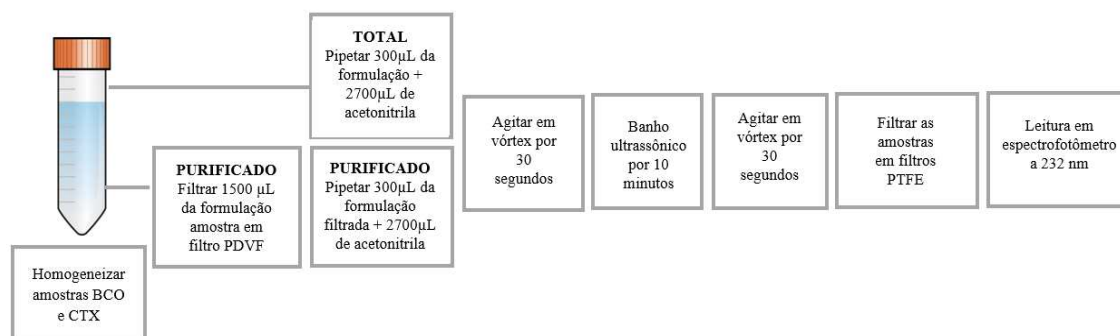 Homogeneizar
amostras BCO
e CTX
TOTAL
Pipetar 300µL da
formulação +
2700µL de
acetonitrila
PURIFICADO
Filtrar 1500 µL
da formulação
amostra em
filtro PDVF
PURIFICADO
Pipetar 300µL da
formulação
filtrada + 2700µL
de acetonitrila
Agitar em
vórtex por
30
segundos
Banho
ultrassônico
por 10
minutos
Agitar em
vórtex por
30
segundos
Filtrar as
amostras
em filtros
PTFE
Leitura em
espectrofotômetro
a 232 nm